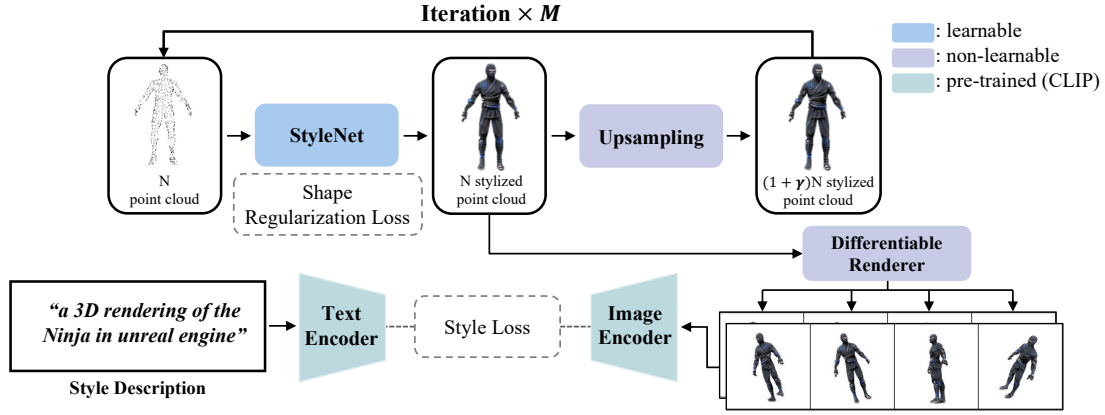 Iteration × M
: learnable
: non-learnable
: pre-trained (CLIP)
StyleNet
Upsampling
N
point cloud
N stylized
point cloud
(1 + γ)N stylized
point cloud
Shape
Regularization Loss
Differentiable
Renderer
“a 3D rendering of the
Ninja in unreal engine”
Text
Encoder
Style Loss
Image
Encoder
Style Description